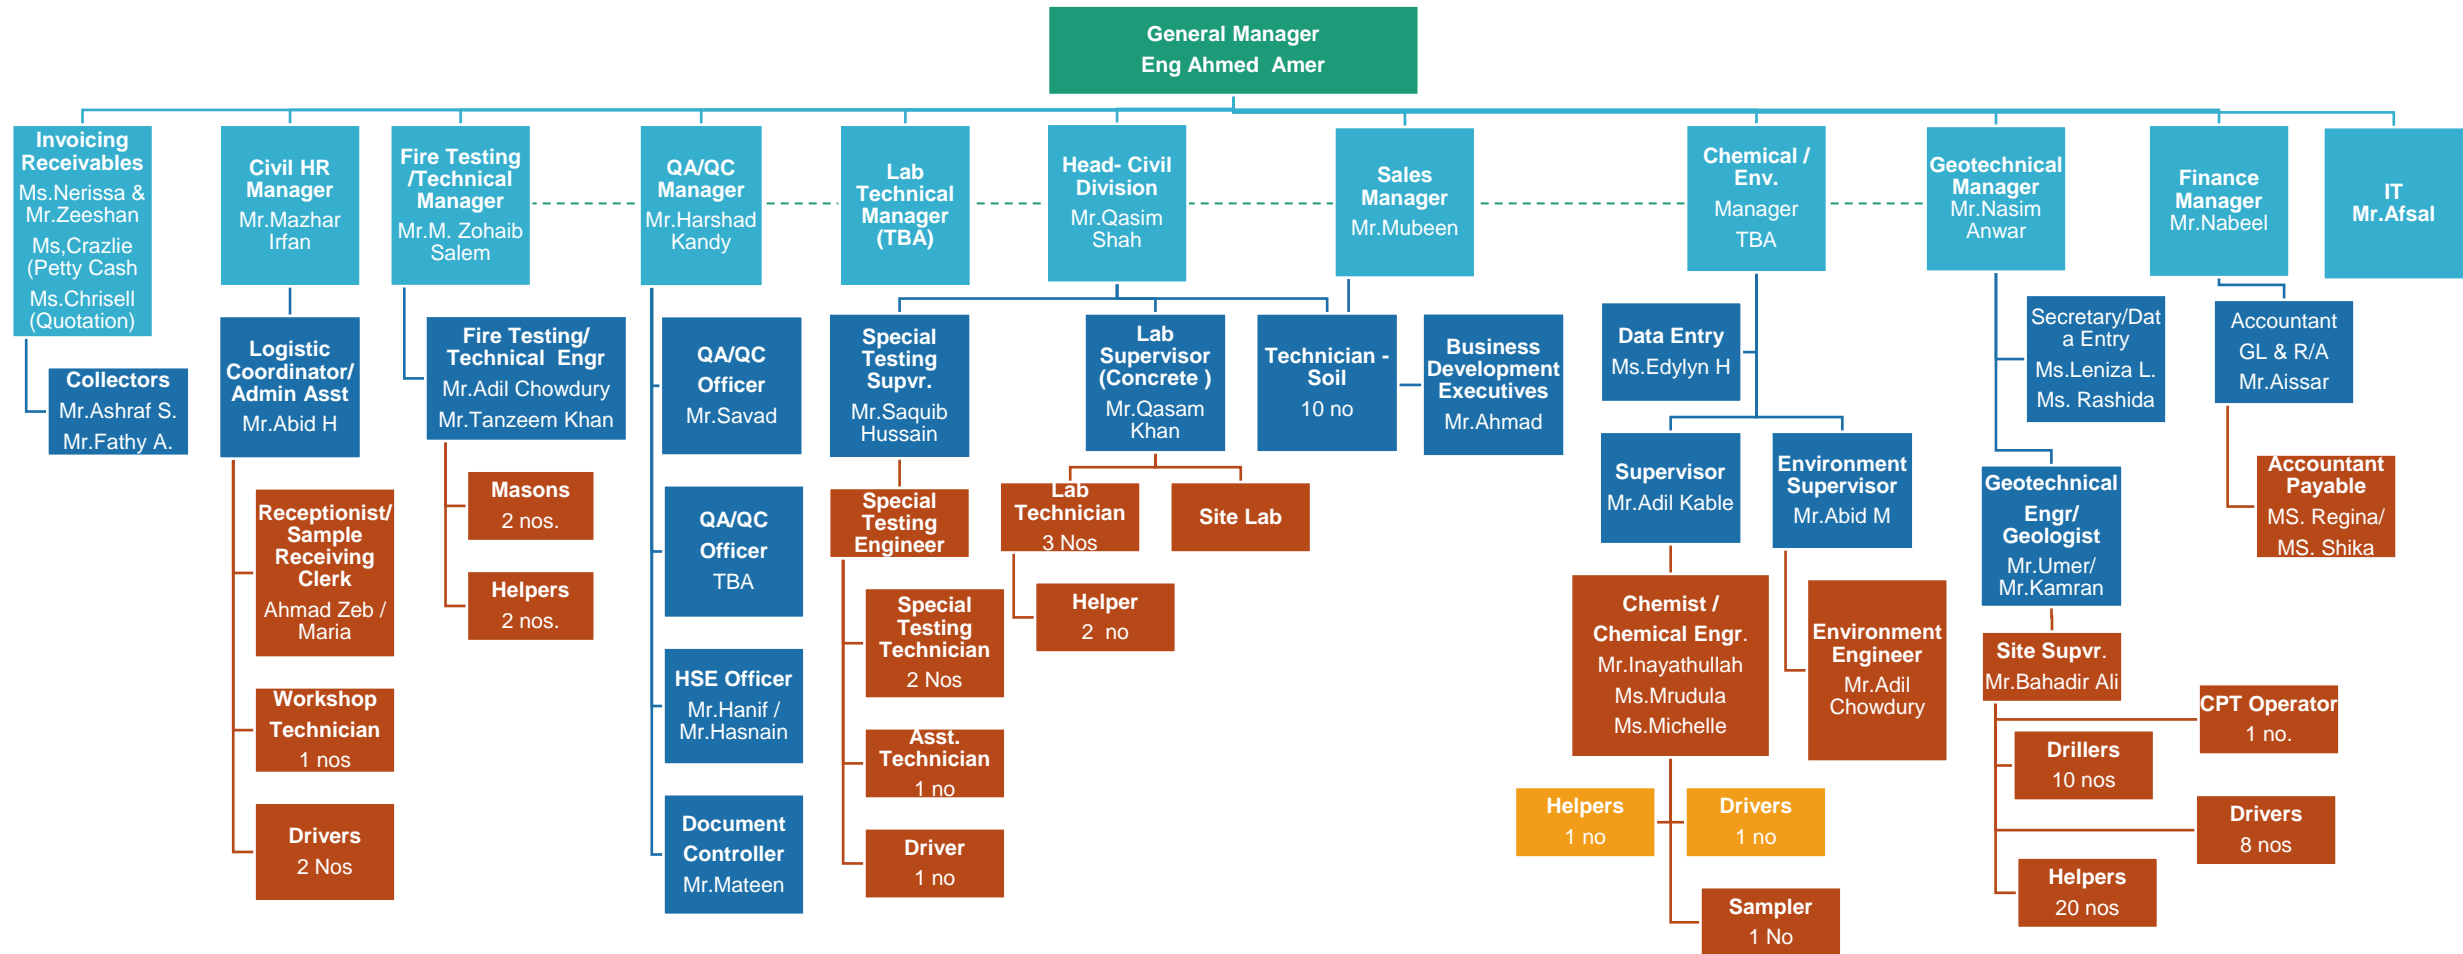 General Manager
Eng Ahmed  Amer
Invoicing
Receivables
Ms.Nerissa &
Mr.Zeeshan
Ms,Crazlie
(Petty Cash
Ms.Chrisell
(Quotation)
Civil HR
Manager
Mr.Mazhar
Irfan
Fire Testing
/Technical
Manager
Mr.M. Zohaib
Salem
QA/QC
Manager
Mr.Harshad
Kandy
Lab
Technical
Manager
(TBA)
Head- Civil
Division
Mr.Qasim
Shah
Sales
Manager
Mr.Mubeen
Chemical /
Env.
Manager
TBA
Geotechnical
Manager
Mr.Nasim
Anwar
Finance
Manager
Mr.Nabeel
IT
Mr.Afsal
Collectors
Mr.Ashraf S.
Mr.Fathy A.
Logistic
Coordinator/
Admin Asst
Mr.Abid H
Receptionist/
Sample
Receiving
Clerk
Ahmad Zeb /
Maria
Workshop
Technician
1 nos
Drivers
2 Nos
Fire Testing/
Technical  Engr
Mr.Adil Chowdury
Mr.Tanzeem Khan
Masons
2 nos.
Helpers
2 nos.
QA/QC
Officer
Mr.Savad
QA/QC
Officer
TBA
HSE Officer
Mr.Hanif /
Mr.Hasnain
Document
Controller
Mr.Mateen
Special
Testing
Supvr.
Mr.Saquib
Hussain
Special
Testing
Engineer
Special
Testing
Technician
2 Nos
Asst.
Technician
1 no
Driver
1 no
Lab
Supervisor
(Concrete )
Mr.Qasam
Khan
Lab
Technician
3 Nos
Helper
2  no
Site Lab
Technician -
Soil
10 no
Business
Development
Executives
Mr.Ahmad
Data Entry
Ms.Edylyn H
Supervisor
Mr.Adil Kable
Environment
Supervisor
Mr.Abid M
Chemist /
Chemical Engr.
Mr.Inayathullah
Ms.Mrudula
Ms.Michelle
Environment
Engineer
Mr.Adil
Chowdury
Helpers
1 no
Drivers
1 no
Sampler
1 No
Secretary/Dat
a Entry
Ms.Leniza L.
Ms. Rashida
Geotechnical
Engr/
Geologist
Mr.Umer/
Mr.Kamran
Site Supvr.
Mr.Bahadir Ali
CPT Operator
1 no.
Drillers
10 nos
Drivers
8 nos
Helpers
20 nos
Accountant
GL & R/A
Mr.Aissar
Accountant
Payable
MS. Regina/
MS. Shika